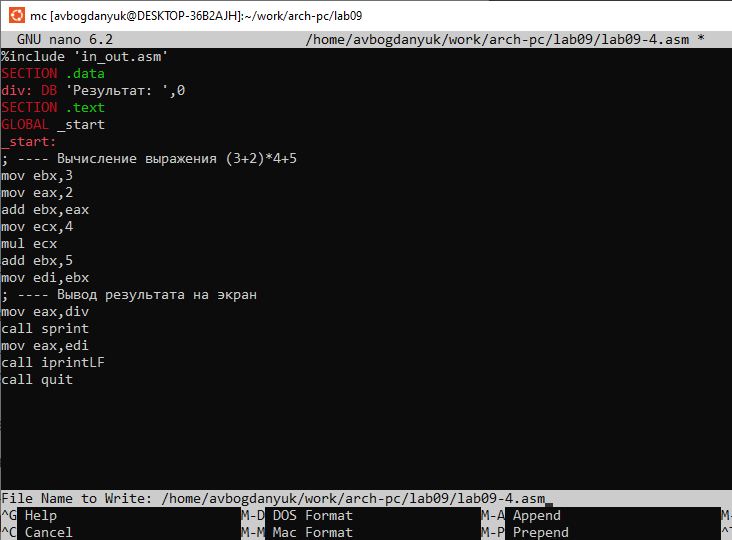 mc [avbogdanyuk@DESKTOP-36B2AJH]:~/work/arch-pc/lab09
GNU nano 6.2 /home/avbogdanyuk/work/arch-pc/lab09/lab09-4.asm *
%include 'in_out.asm'
SECTION .data
div: DB 'Результат: ',0
SECTION .text
GLOBAL _start
_start:
; ---- Вычисление выражения (3+2)*4+5
mov ebx,3
mov eax,2
add ebx,eax
mov ecx,4
mul ecx
add ebx,5
mov edi,ebx
; ---- Вывод результата на экран
mov eax,div
call sprint
mov eax,edi
call iprintLF
call quit
File Name to Write: /home/avbogdanyuk/work/arch-pc/lab09/lab09-4.asm
^G Help M-D DOS Format M-A Append M-
^C Cancel M-M Mac Format M-P Prepend ^T